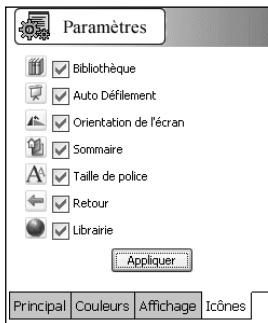 Paramètres
Bibliothèque
Auto Défilement
Orientation de l'écran
Sommaire
Taille de police
Retour
Librairie
Appliquer
Principal Couleurs Affichage Icônes